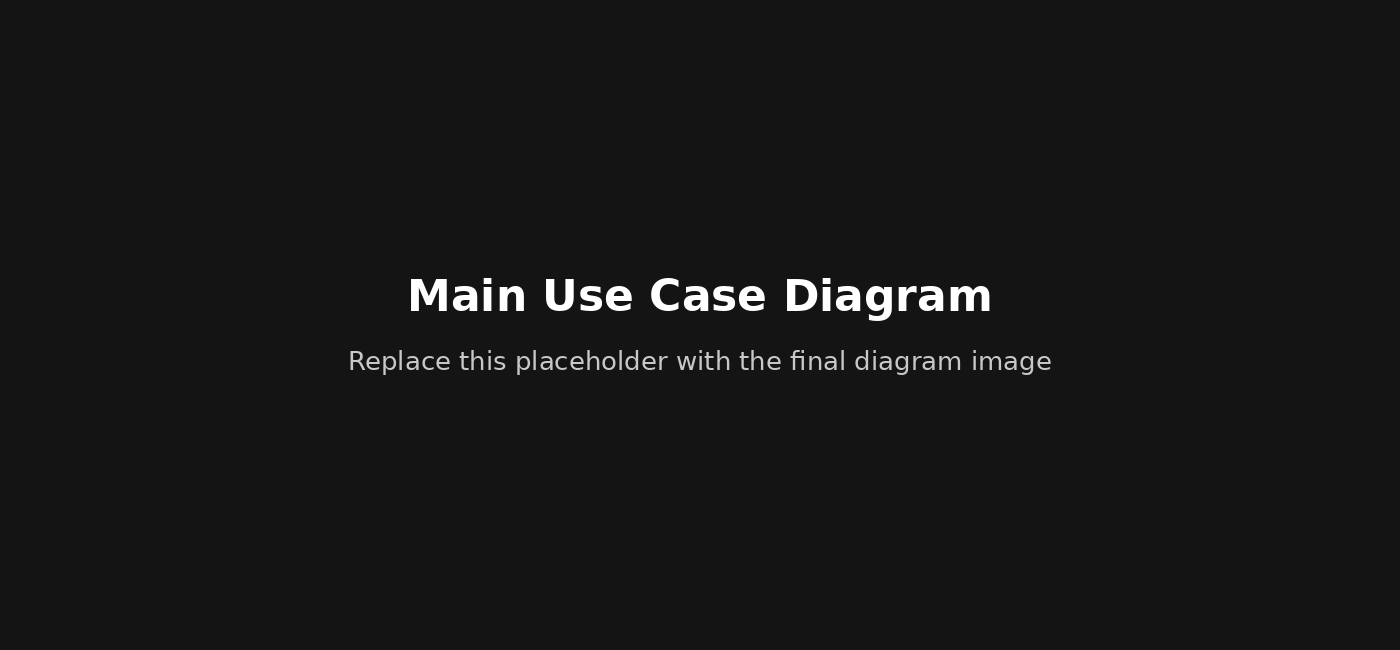 Main Use Case Diagram
Replace this placeholder with the final diagram image